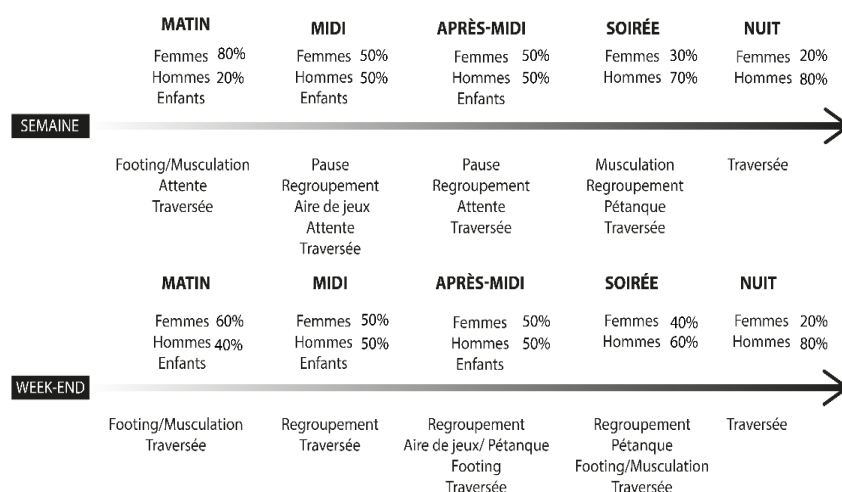 MATIN MIDI APRÈS-MIDI SOIRÉE NUIT
Femmes 80% Femmes 50% Femmes 50% Femmes 30% Femmes 20%
Hommes 20% Hommes 50% Hommes 50% Hommes 70% Hommes 80%
Enfants Enfants Enfants
SEMAINE
Footing/Musculation Pause Pause Musculation Traversée
Attente Regroupement Regroupement Regroupement
Traversée Aire de jeux Attente Pétanque
Attente Traversée Traversée
Traversée
MATIN MIDI APRÈS-MIDI SOIRÉE NUIT
Femmes 60% Femmes 50% Femmes 50% Femmes 40% Femmes 20%
Hommes 40% Hommes 50% Hommes 50% Hommes 60% Hommes 80%
Enfants Enfants Enfants
WEEK-END
Footing/Musculation Regroupement Regroupement Regroupement Traversée
Traversée Traversée Aire de jeux/ Pétanque Pétanque
Footing Footing/Musculation
Traversée Traversée